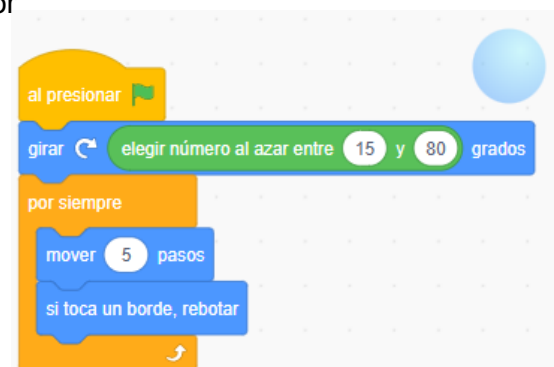 or
al presionar
girar elegir número al azar entre 15 y 80 grados
por siempre
mover 5 pasos
si toca un borde, rebotar